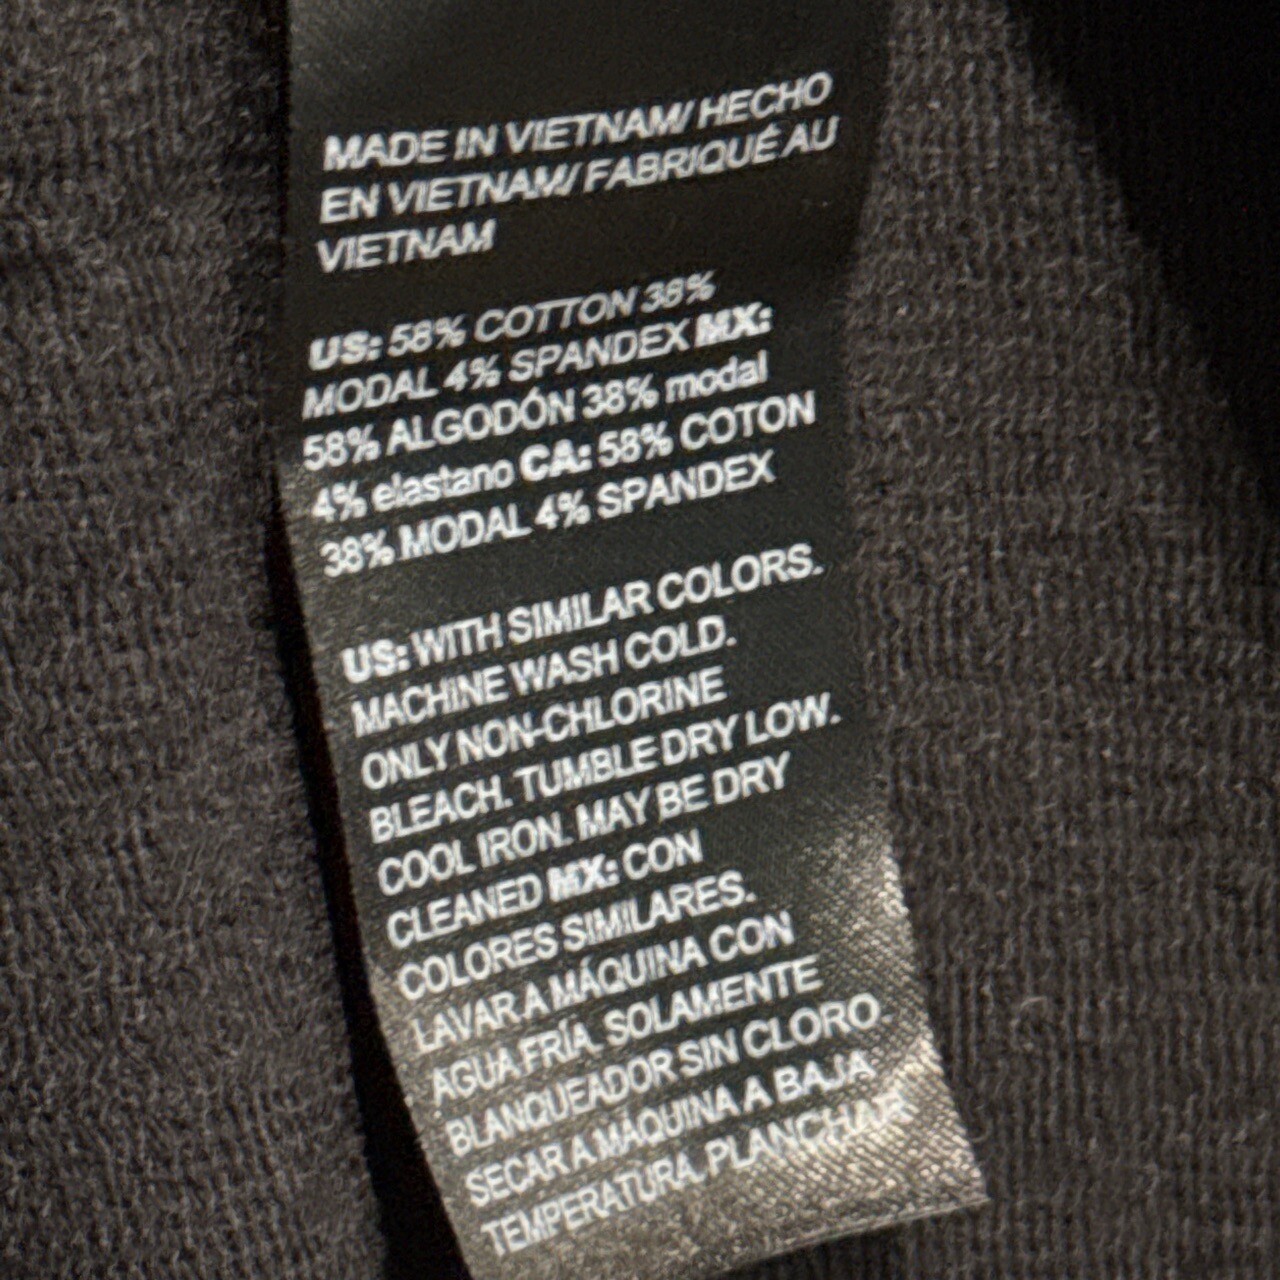 MADE IN VIETNAM/ HECHO
EN VIETNAM/ FABRIQUÉ AU
VIETNAM
US: 58% COTTON 38%
MODAL 4% SPANDEX MX:
58% ALGODÓN 38% modal
4% elastano CA: 58% COTON
38% MODAL 4% SPANDEX
US: WITH SIMILAR COLORS.
MACHINE WASH COLD.
ONLY NON-CHLORINE
BLEACH. TUMBLE DRY LOW.
COOL IRON. MAY BE DRY
CLEANED MX: CON
COLORES SIMILARES.
LAVAR A MÁQUINA CON
AGUA FRÍA. SOLAMENTE
BLANQUEADOR SIN CLORO.
SECAR A MÁQUINA A BAJA
TEMPERATURA. PLANCHAR